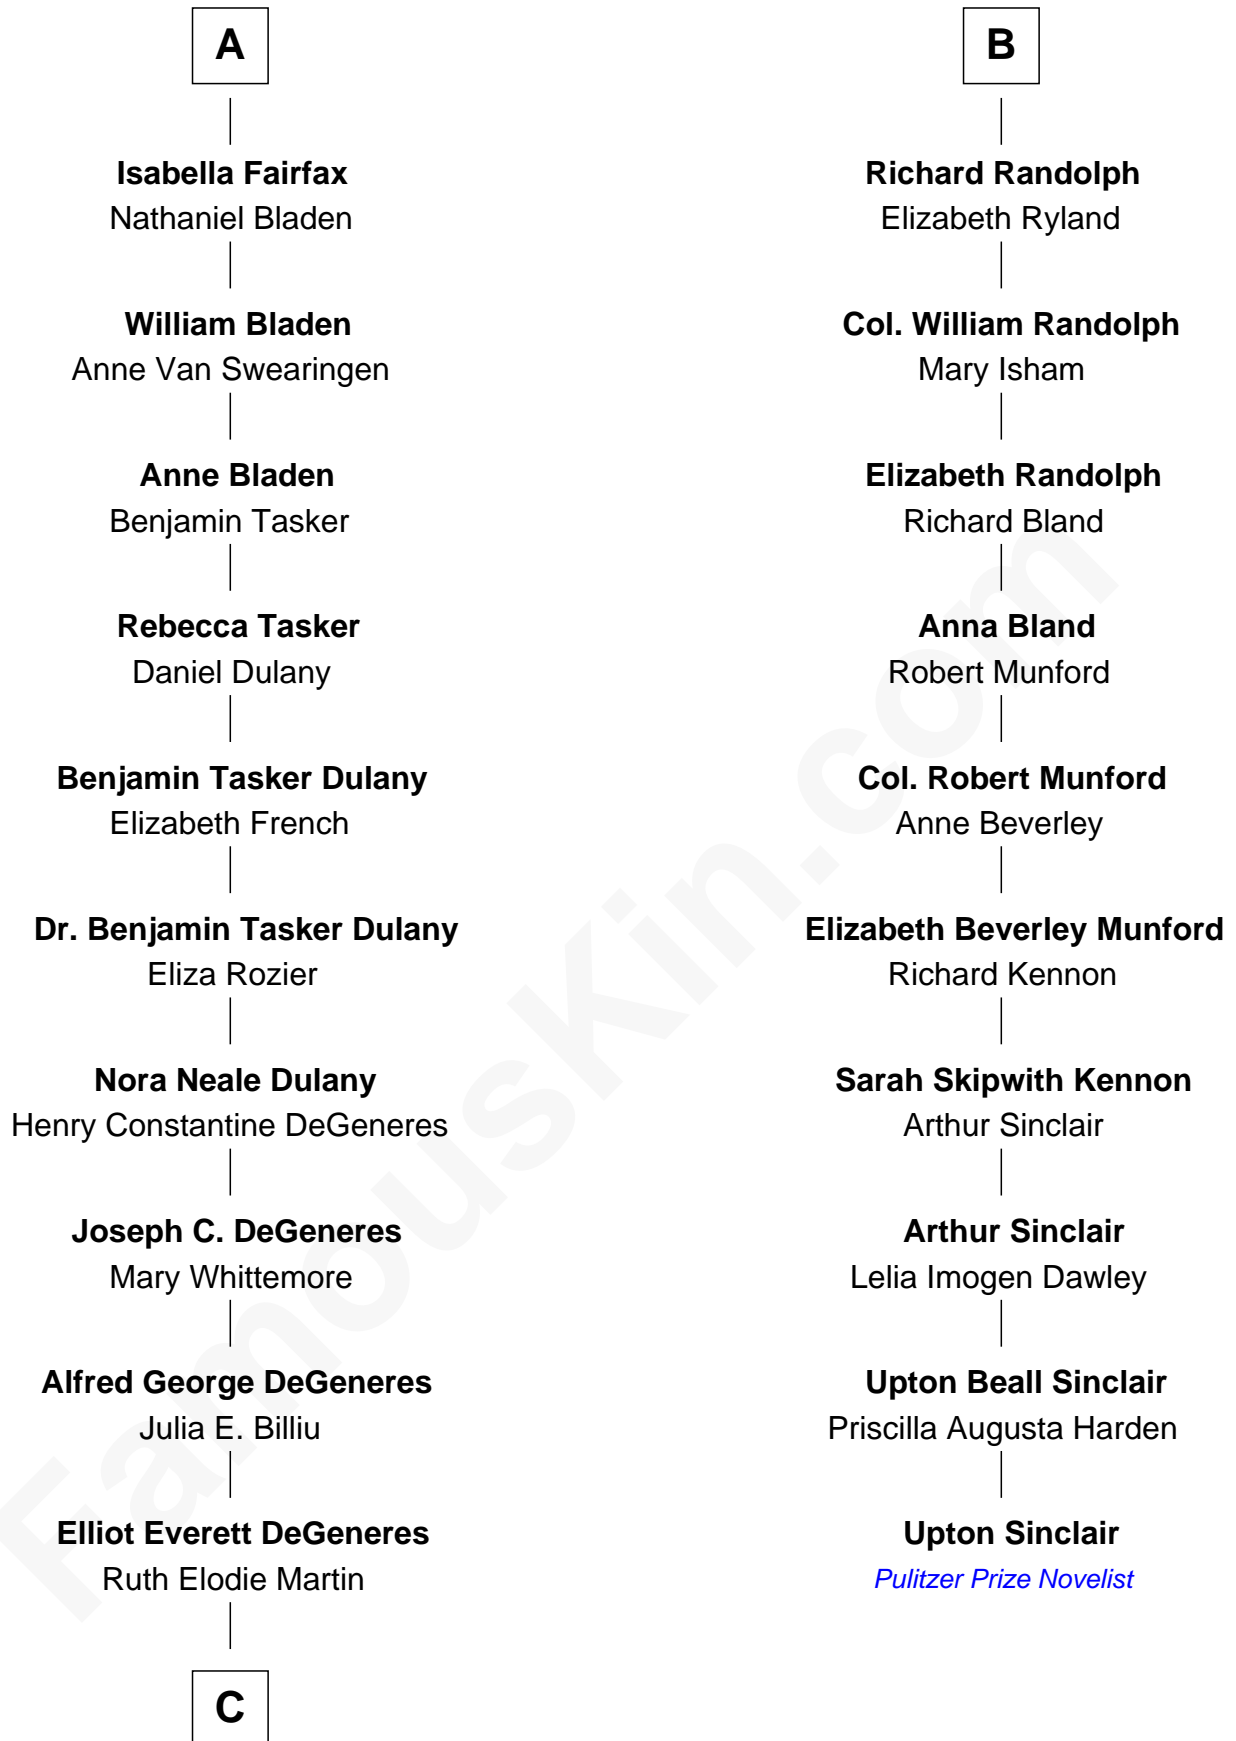 A
Isabella Fairfax
Nathaniel Bladen
William Bladen
Anne Van Swearingen
Anne Bladen
Benjamin Tasker
Rebecca Tasker
Daniel Dulany
Benjamin Tasker Dulany
Elizabeth French
Dr. Benjamin Tasker Dulany
Eliza Rozier
Nora Neale Dulany
Henry Constantine DeGeneres
Joseph C. DeGeneres
Mary Whittemore
Alfred George DeGeneres
Julia E. Billiu
Elliot Everett DeGeneres
Ruth Elodie Martin
C
B
Richard Randolph
Elizabeth Ryland
Col. William Randolph
Mary Isham
Elizabeth Randolph
Richard Bland
Anna Bland
Robert Munford
Col. Robert Munford
Anne Beverley
Elizabeth Beverley Munford
Richard Kennon
Sarah Skipwith Kennon
Arthur Sinclair
Arthur Sinclair
Lelia Imogen Dawley
Upton Beall Sinclair
Priscilla Augusta Harden
Upton Sinclair
Pulitzer Prize Novelist
FamousKin.com